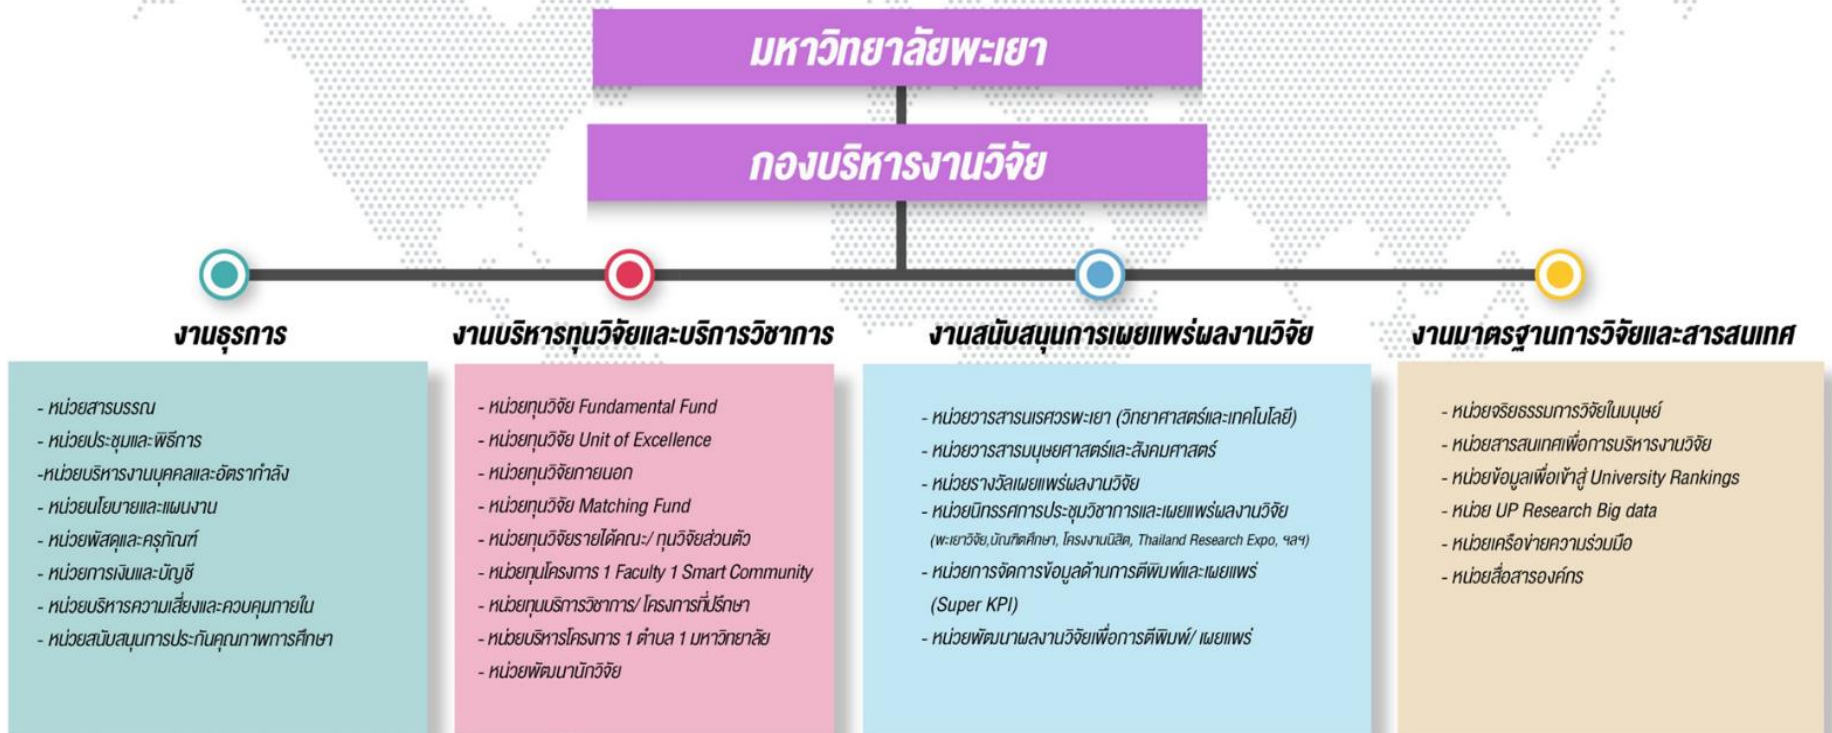 มหาวิทยาลัยพะเยา
กองบริหารงานวิจัย
งานธุรการ
- หน่วยสารบรรณ
- หน่วยประชุมและพิธีการ
-หน่วยบริหารงานบุคคลและอัตรากำลัง
- หน่วยนโยบายและแผนงาน
- หน่วยพัสดุและครุภัณฑ์
- หน่วยการเงินและบัญชี
- หน่วยบริหารความเสี่ยงและควบคุมภายใน
- หน่วยสนับสนุนการประกันคุณภาพการศึกษา
งานบริหารทุนวิจัยและบริการวิชาการ
- หน่วยทุนวิจัย Fundamental Fund
- หน่วยทุนวิจัย Unit of Excellence
- หน่วยทุนวิจัยภายนอก
- หน่วยทุนวิจัย Matching Fund
- หน่วยทุนวิจัยรายได้คณะ/ ทุนวิจัยส่วนตัว
- หน่วยทุนโครงการ 1 Faculty 1 Smart Community
- หน่วยทุนบริการวิชาการ/ โครงการที่ปรึกษา
- หน่วยบริหารโครงการ 1 ตำบล 1 มหาวิทยาลัย
- หน่วยพัฒนานักวิจัย
งานสนับสนุนการเผยแพร่ผลงานวิจัย
- หน่วยวารสารนเรศวรพะเยา (วิทยาศาสตร์และเทคโนโลยี)
- หน่วยวารสารมนุษยศาสตร์และสังคมศาสตร์
- หน่วยรางวัลเผยแพร่ผลงานวิจัย
- หน่วยนิทรรศการประชุมวิชาการและเผยแพร่ผลงานวิจัย
(พะเยาวิจัย,บัณฑิตศึกษา, โครงงานนิสิต, Thailand Research Expo, ฯลฯ)
- หน่วยการจัดการข้อมูลด้านการตีพิมพ์และเผยแพร่
(Super KPI)
- หน่วยพัฒนาผลงานวิจัยเพื่อการตีพิมพ์/ เผยแพร่
งานมาตรฐานการวิจัยและสารสนเทศ
- หน่วยจริยธรรมการวิจัยในมนุษย์
- หน่วยสารสนเทศเพื่อการบริหารงานวิจัย
- หน่วยข้อมูลเพื่อเข้าสู่ University Rankings
- หน่วย UP Research Big data
- หน่วยเครือข่ายความร่วมมือ
- หน่วยสื่อสารองค์กร